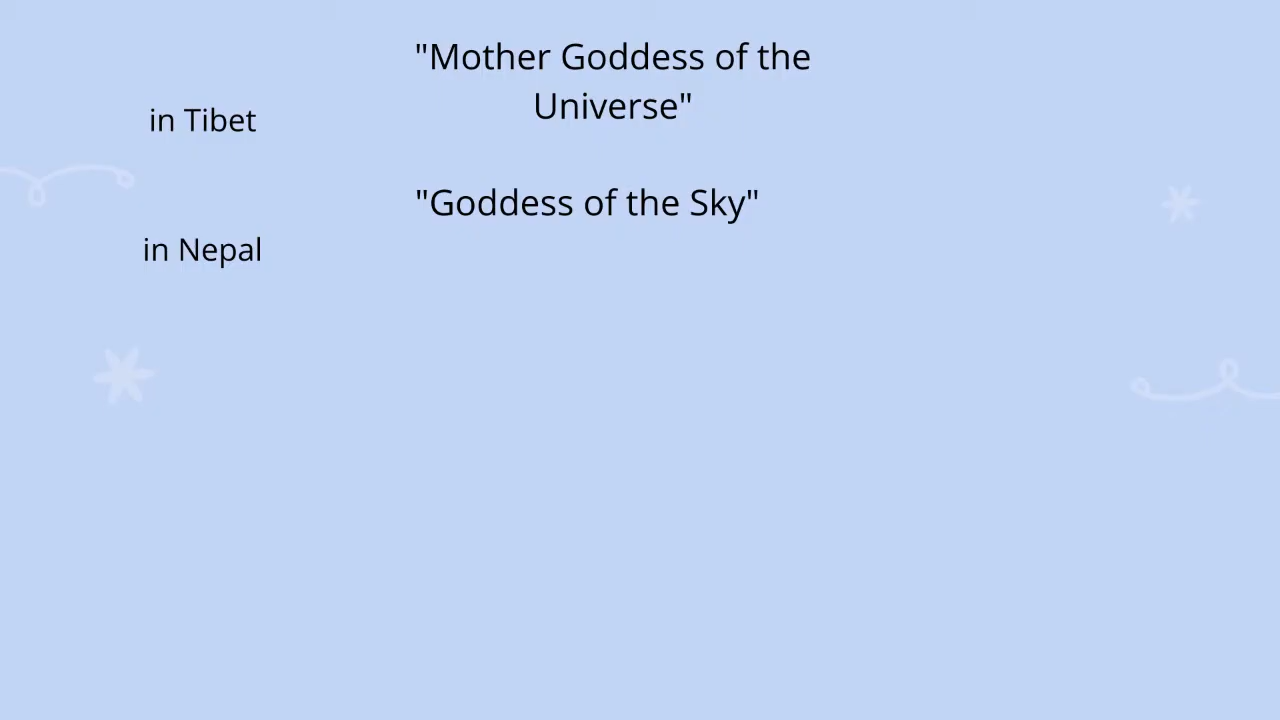 "Mother Goddess of the
Universe"
in Tibet
"Goddess of the Sky"
in Nepal